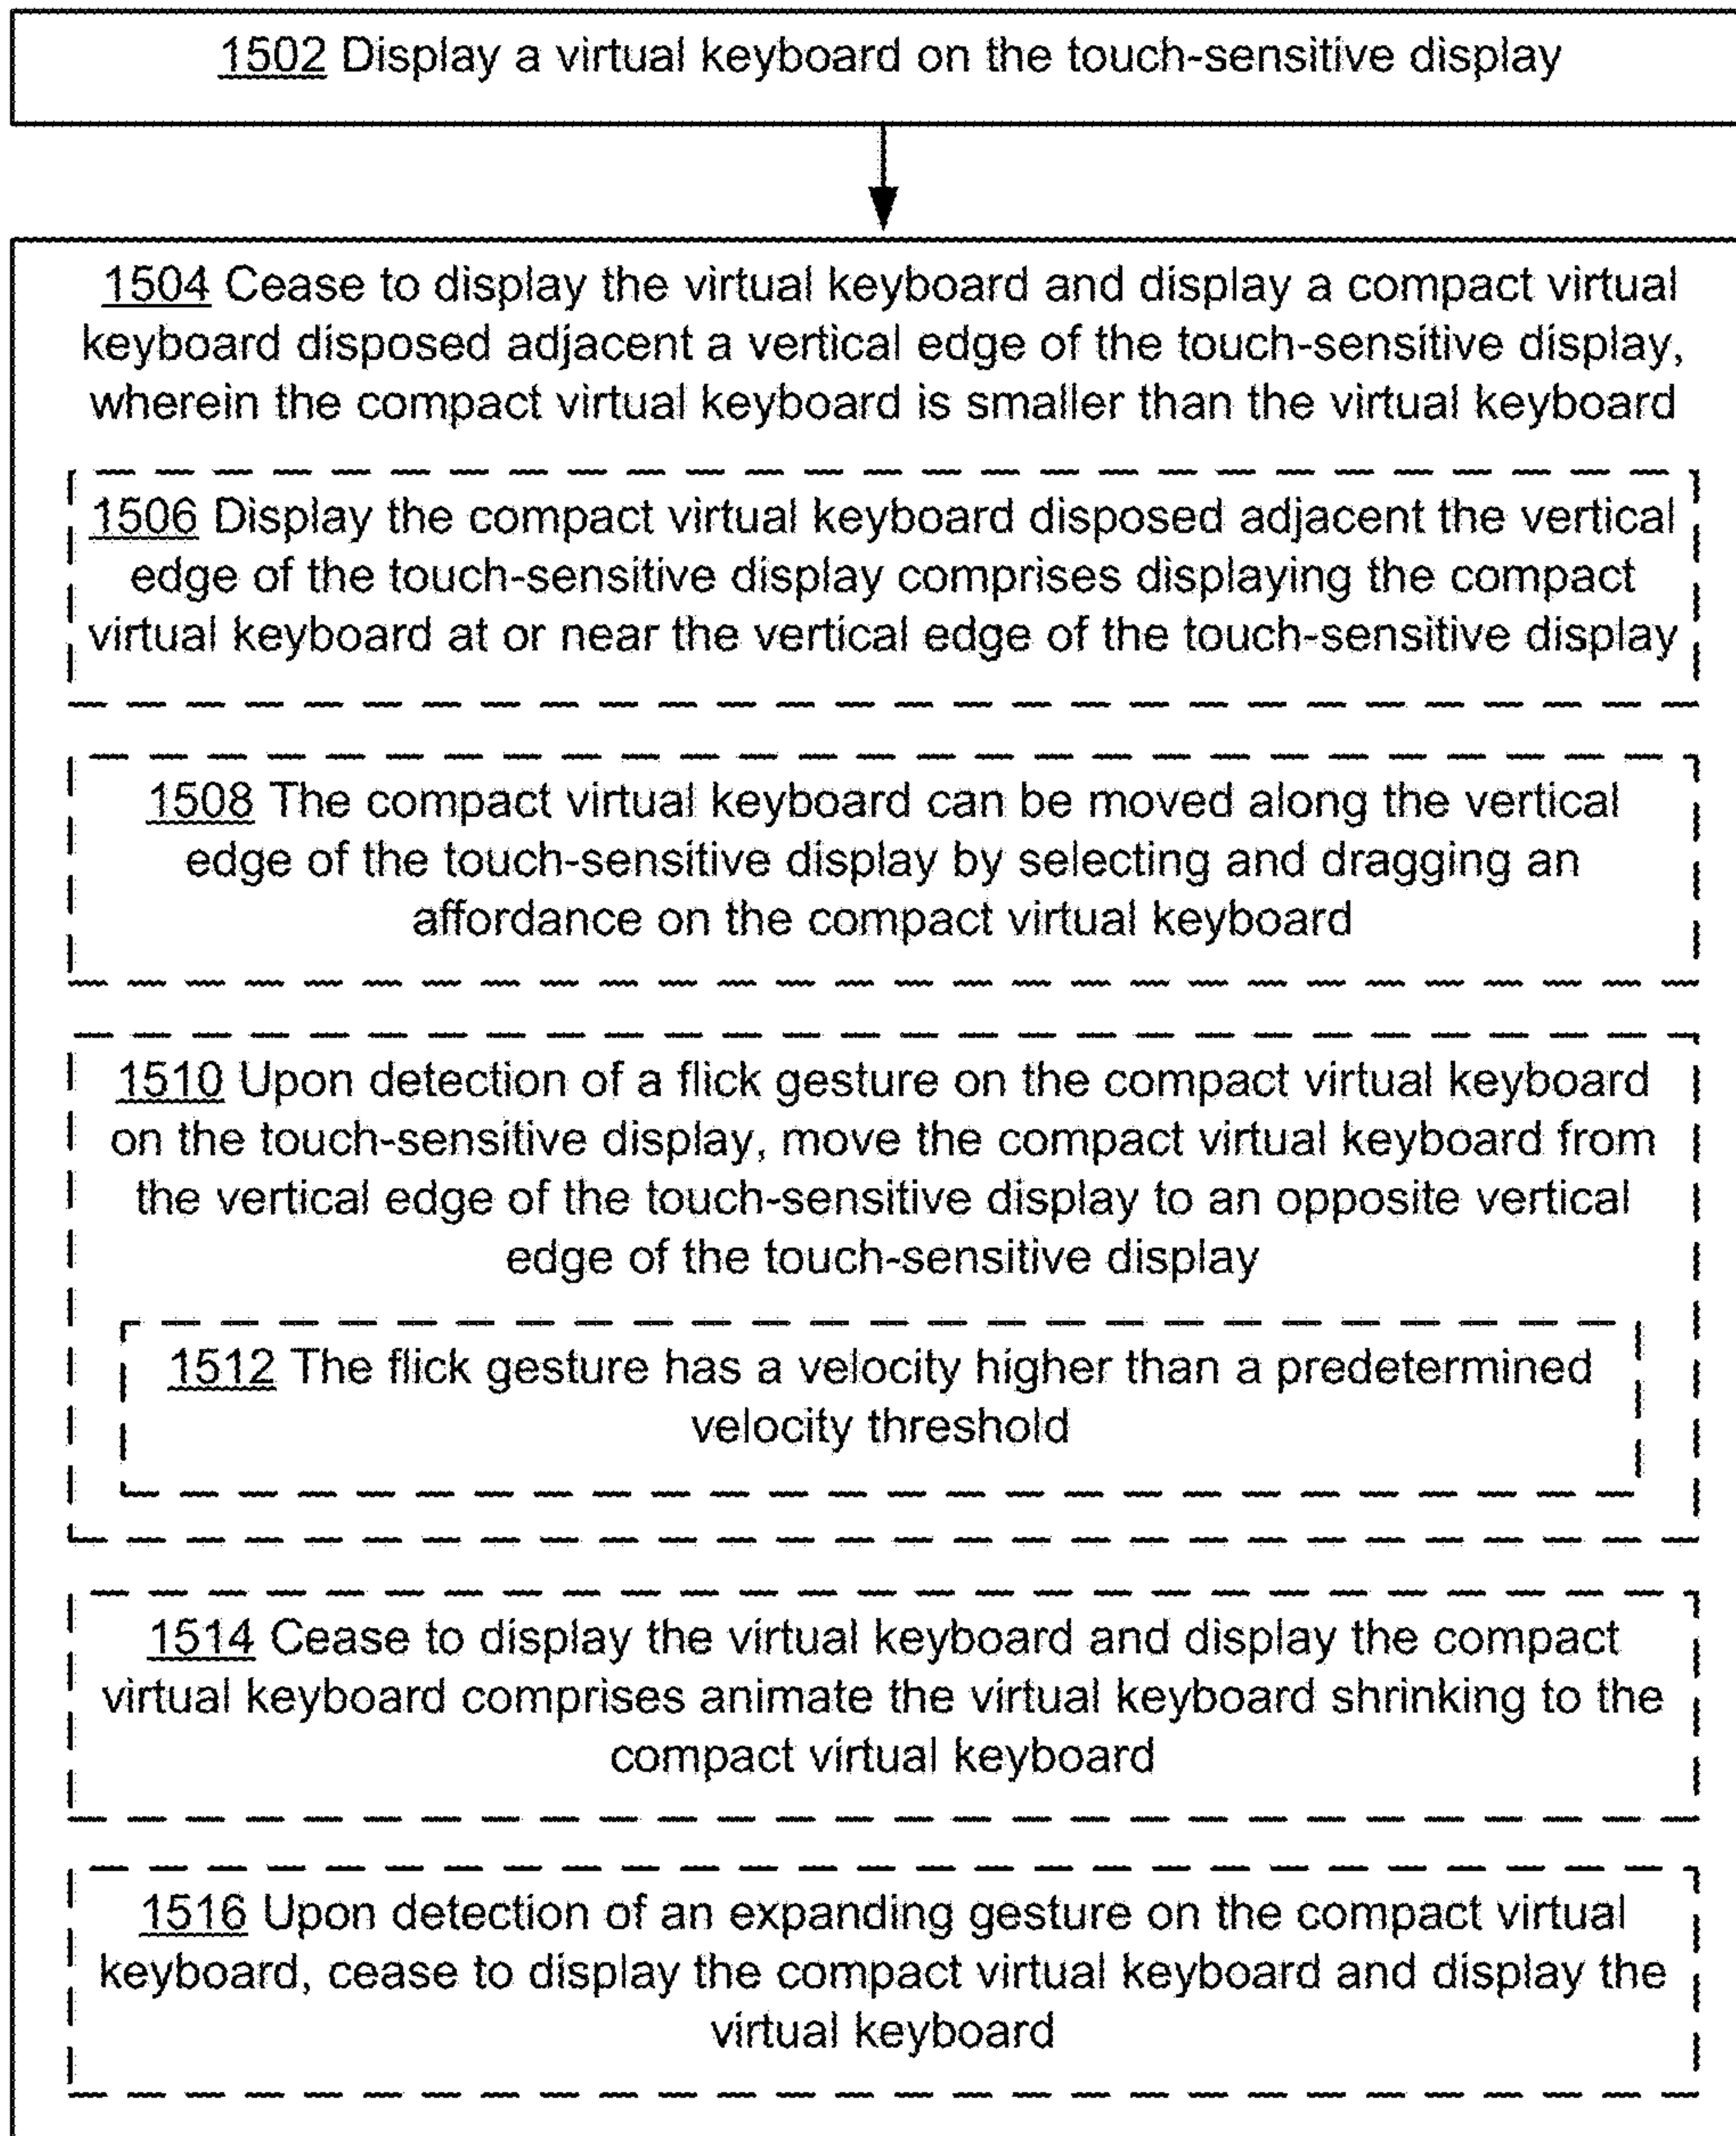 1502 Display a virtual keyboard on the touch-sensitive display
1504 Cease to display the virtual keyboard and display a compact virtual
keyboard disposed adjacent a vertical edge of the touch-sensitive display,
wherein the compact virtual keyboard is smaller than the virtual keyboard
1506 Display the compact virtual keyboard disposed adjacent the vertical
edge of the touch-sensitive display comprises displaying the compact
virtual keyboard at or near the vertical edge of the touch-sensitive display
1508 The compact virtual keyboard can be moved along the vertical
edge of the touch-sensitive display by selecting and dragging an
affordance on the compact virtual keyboard
1510 Upon detection of a flick gesture on the compact virtual keyboard
on the touch-sensitive display, move the compact virtual keyboard from
the vertical edge of the touch-sensitive display to an opposite vertical
edge of the touch-sensitive display
1512 The flick gesture has a velocity higher than a predetermined
velocity threshold
1514 Cease to display the virtual keyboard and display the compact
virtual keyboard comprises animate the virtual keyboard shrinking to the
compact virtual keyboard
1516 Upon detection of an expanding gesture on the compact virtual
keyboard, cease to display the compact virtual keyboard and display the
virtual keyboard